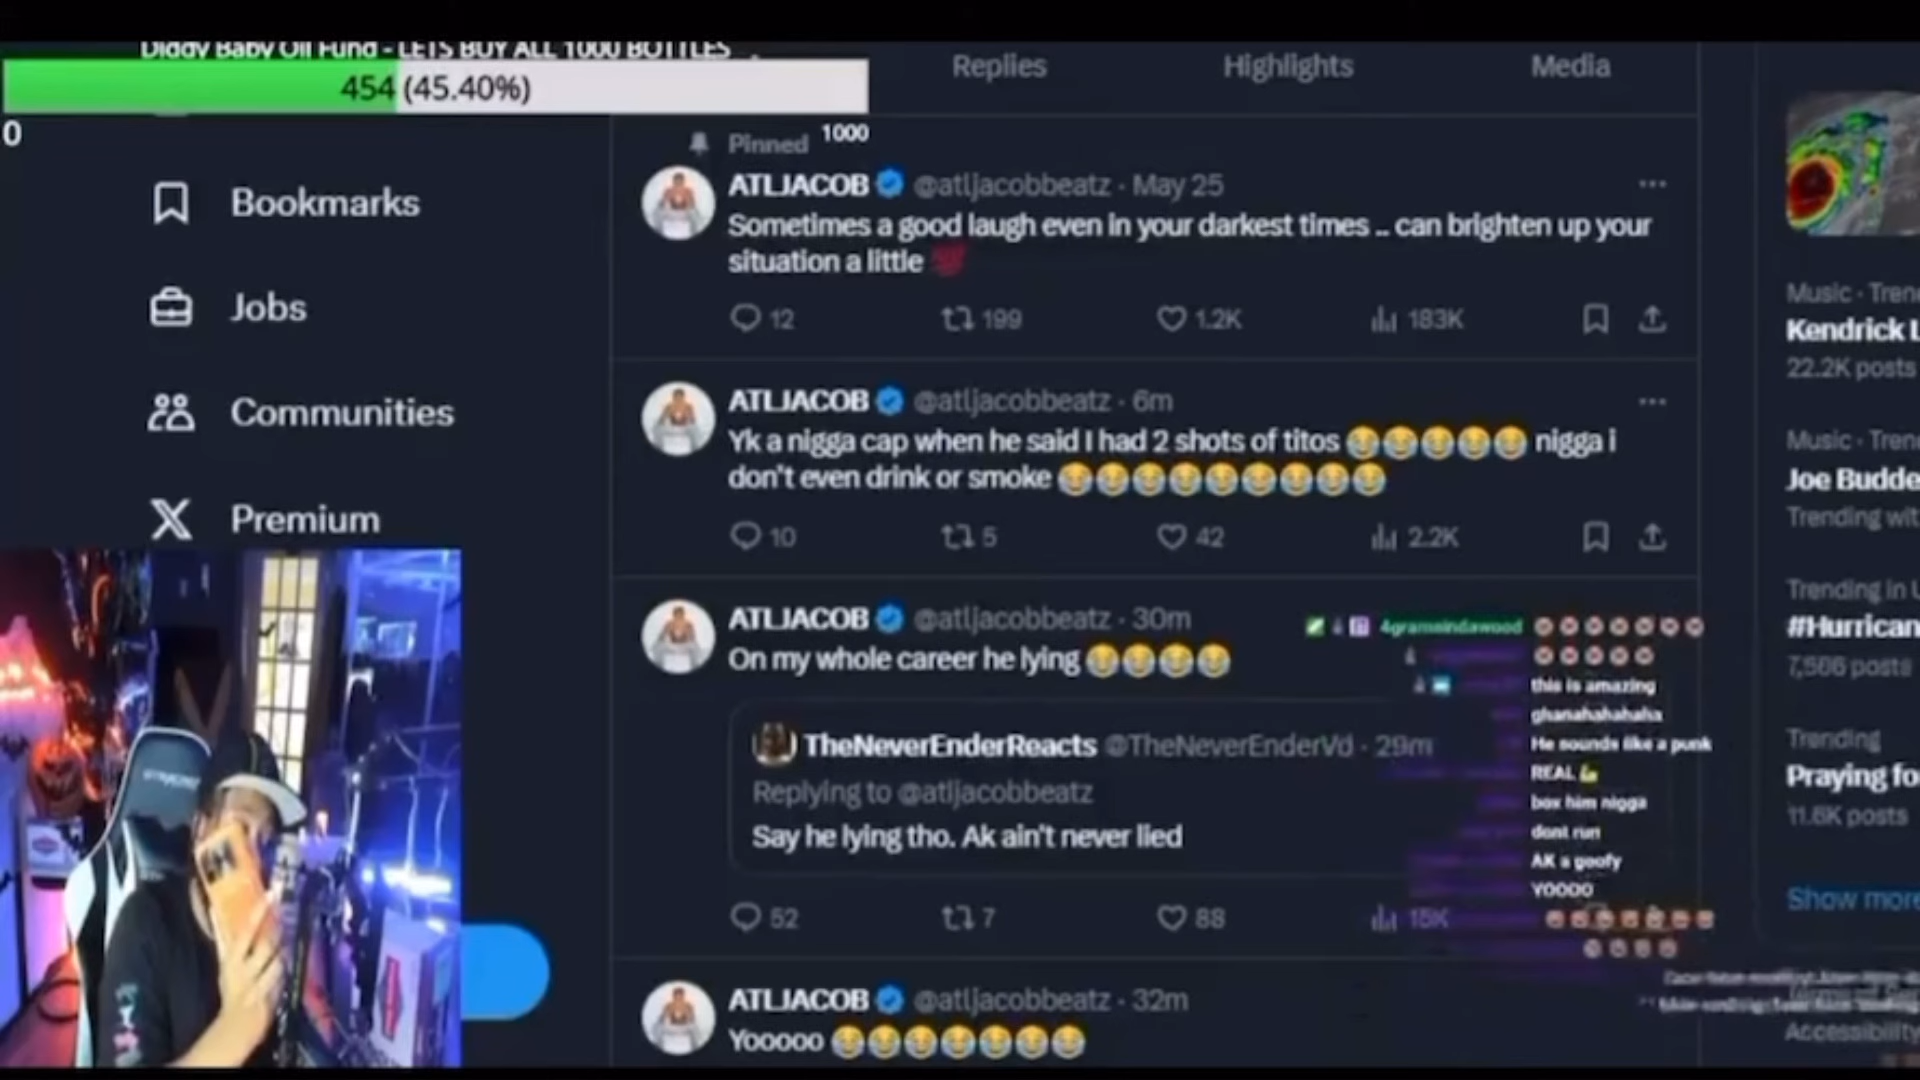 Diddy Baby Oil Fund - LETS BUY ALL 1000 BOTTLES
454 (45.40%)
0
1000
Replies
Highlights
Media
Bookmarks
Jobs
Communities
Premium
Pinned
ATLJACOB @atljacobbeatz · May 25
Sometimes a good laugh even in your darkest times .. can brighten up your
situation a little 💯
12 199 1.2K 183K
ATLJACOB @atljacobbeatz · 6m
Yk a nigga cap when he said I had 2 shots of titos 😂😂😂😂😂 nigga i
don't even drink or smoke 😂😂😂😂😂😂😂😂😂
10 5 42 2.2K
ATLJACOB @atljacobbeatz · 30m
On my whole career he lying 😂😂😂😂
TheNeverEnderReacts @TheNeverEnderVd · 29m
Replying to @atljacobbeatz
Say he lying tho. Ak ain't never lied
52 7 88 15K
ATLJACOB @atljacobbeatz · 32m
Yooooo 😂😂😂😂😂😂😂
this is amazing
ghanahahahaha
He sounds like a punk
REAL
box him nigga
dont run
AK a goofy
YOOOO
Music · Tren
Kendrick L
22.2K posts
Music · Tren
Joe Budde
Trending wit
Trending in U
#Hurrican
7,506 posts
Trending
Praying fo
11.6K posts
Show more
Accessibility